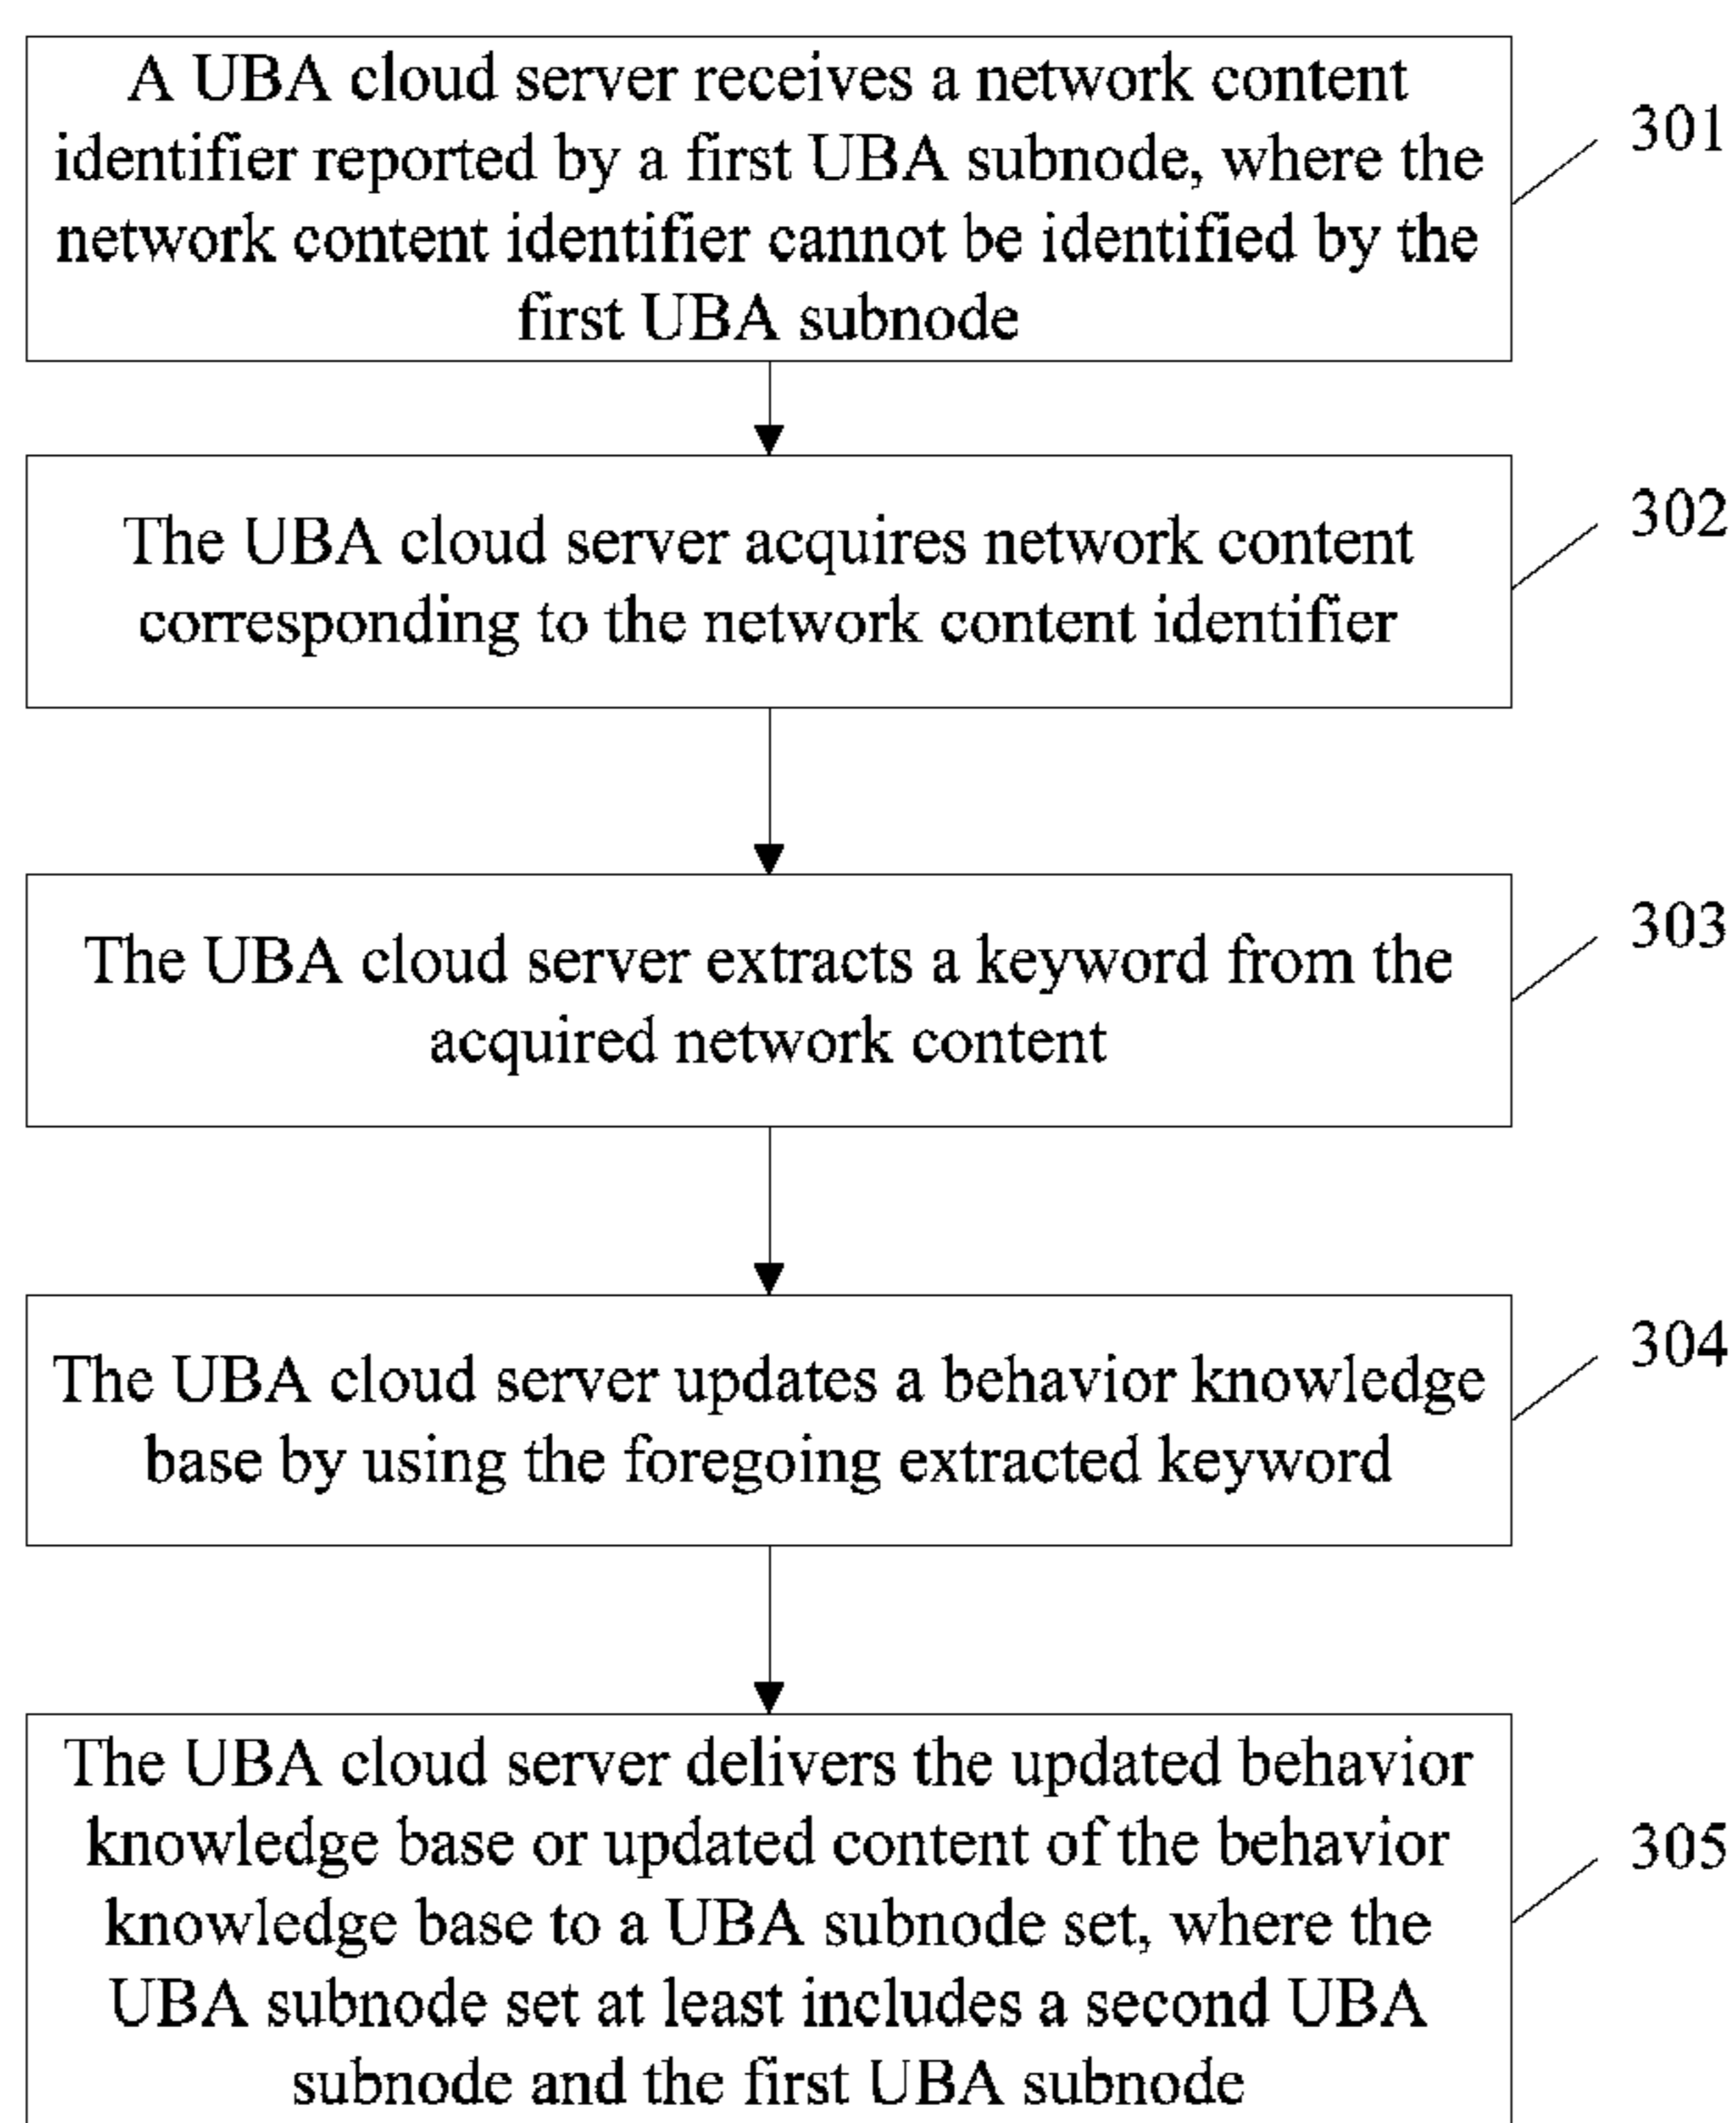 A UBA cloud server receives a network content
identifier reported by a first UBA subnode, where the
network content identifier cannot be identified by the
first UBA subnode
301
The UBA cloud server acquires network content
corresponding to the network content identifier
302
The UBA cloud server extracts a keyword from the
acquired network content
303
The UBA cloud server updates a behavior knowledge
base by using the foregoing extracted keyword
304
The UBA cloud server delivers the updated behavior
knowledge base or updated content of the behavior
knowledge base to a UBA subnode set, where the
UBA subnode set at least includes a second UBA
subnode and the first UBA subnode
305